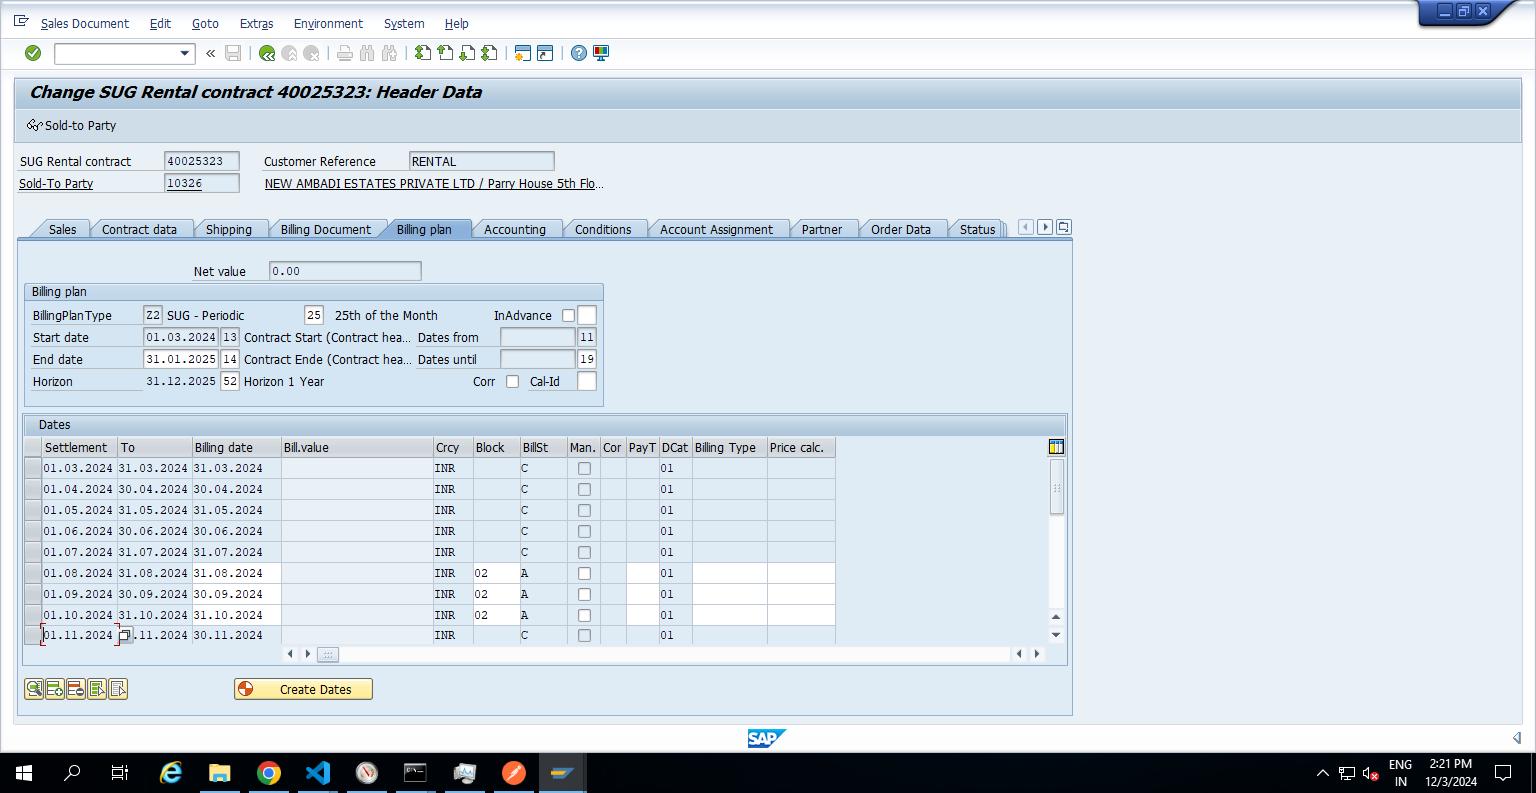 Sales Document Edit Goto Extras Environment System Help
Change SUG Rental contract 40025323: Header Data
Sold-to Party
SUG Rental contract 40025323 Customer Reference RENTAL
Sold-To Party 10326 NEW AMBADI ESTATES PRIVATE LTD / Parry House 5th Flo...
Sales Contract data Shipping Billing Document Billing plan Accounting Conditions Account Assignment Partner Order Data Status
Net value 0.00
Billing plan
BillingPlanType Z2 SUG - Periodic 25 25th of the Month InAdvance
Start date 01.03.2024 13 Contract Start (Contract hea... Dates from 11
End date 31.01.2025 14 Contract Ende (Contract hea... Dates until 19
Horizon 31.12.2025 52 Horizon 1 Year Corr Cal-Id
Dates
Settlement To Billing date Bill.value Crcy Block BillSt Man. Cor PayT DCat Billing Type Price calc.
01.03.2024 31.03.2024 31.03.2024 INR C 01
01.04.2024 30.04.2024 30.04.2024 INR C 01
01.05.2024 31.05.2024 31.05.2024 INR C 01
01.06.2024 30.06.2024 30.06.2024 INR C 01
01.07.2024 31.07.2024 31.07.2024 INR C 01
01.08.2024 31.08.2024 31.08.2024 INR 02 A 01
01.09.2024 30.09.2024 30.09.2024 INR 02 A 01
01.10.2024 31.10.2024 31.10.2024 INR 02 A 01
01.11.2024 .11.2024 30.11.2024 INR C 01
Create Dates
SAP
ENG 2:21 PM
IN 12/3/2024